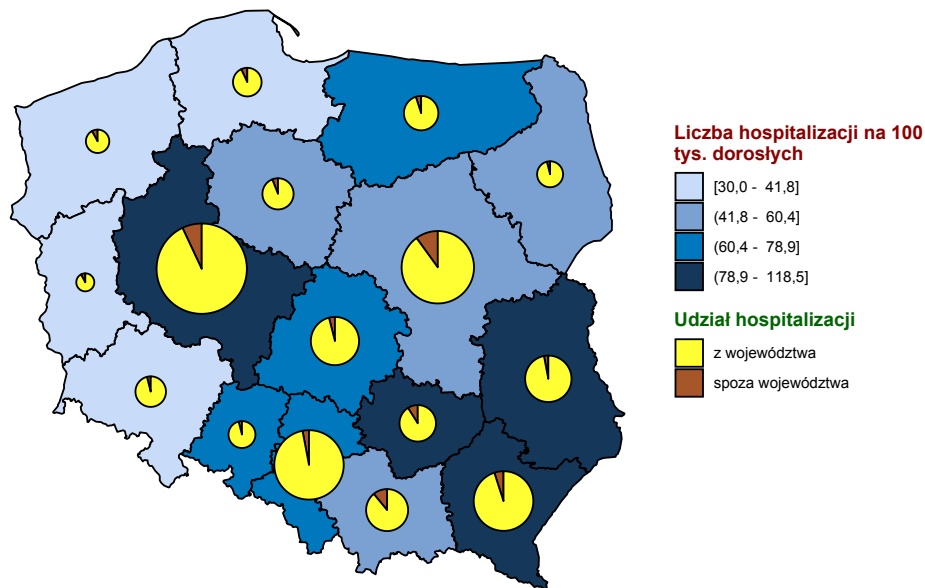 Liczba hospitalizacji na 100
tys. dorosłych
[30,0 - 41,8]
(41,8 - 60,4]
(60,4 - 78,9]
(78,9 - 118,5]
Udział hospitalizacji
z województwa
spoza województwa